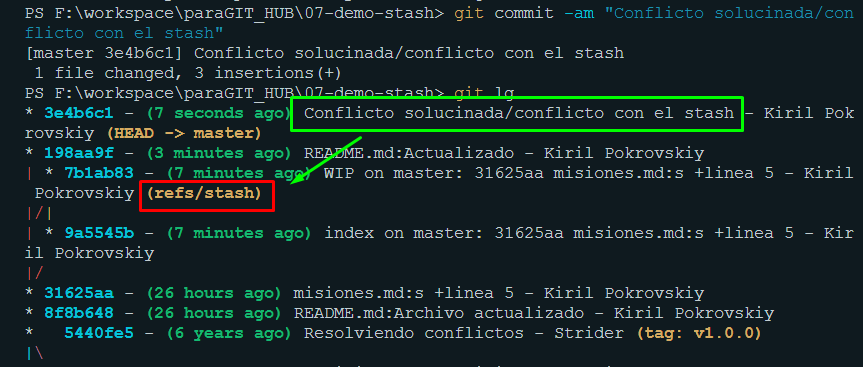 PS F:\workspace\paraGIT_HUB\07-demo-stash> git commit -am "Conflicto solucinada/con
flicto con el stash"
[master 3e4b6c1] Conflicto solucinada/conflicto con el stash
 1 file changed, 3 insertions(+)
PS F:\workspace\paraGIT_HUB\07-demo-stash> git lg
* 3e4b6c1 - (7 seconds ago) Conflicto solucinada/conflicto con el stash - Kiril Pok
rovskiy (HEAD -> master)
* 198aa9f - (3 minutes ago) README.md:Actualizado - Kiril Pokrovskiy
| * 7b1ab83 - (7 minutes ago) WIP on master: 31625aa misiones.md:s +linea 5 - Kiril
 Pokrovskiy (refs/stash)
|/|
| * 9a5545b - (7 minutes ago) index on master: 31625aa misiones.md:s +linea 5 - Kir
il Pokrovskiy
|/
* 31625aa - (26 hours ago) misiones.md:s +linea 5 - Kiril Pokrovskiy
* 8f8b648 - (26 hours ago) README.md:Archivo actualizado - Kiril Pokrovskiy
*   5440fe5 - (6 years ago) Resolviendo conflictos - Strider (tag: v1.0.0)
|\